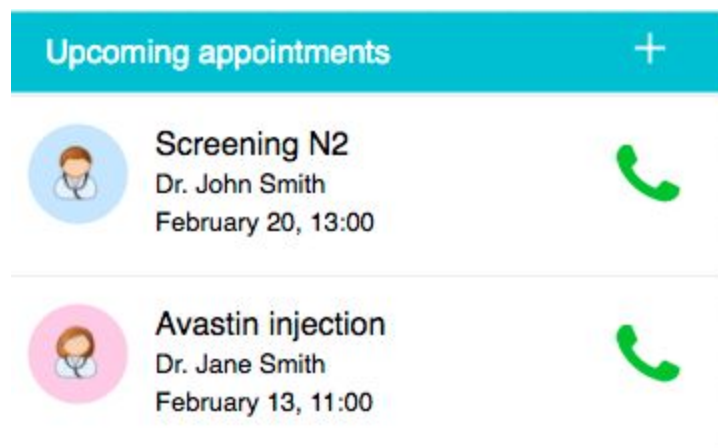 Upcoming appointments
Screening N2
Dr. John Smith
February 20, 13:00
Avastin injection
Dr. Jane Smith
February 13, 11:00